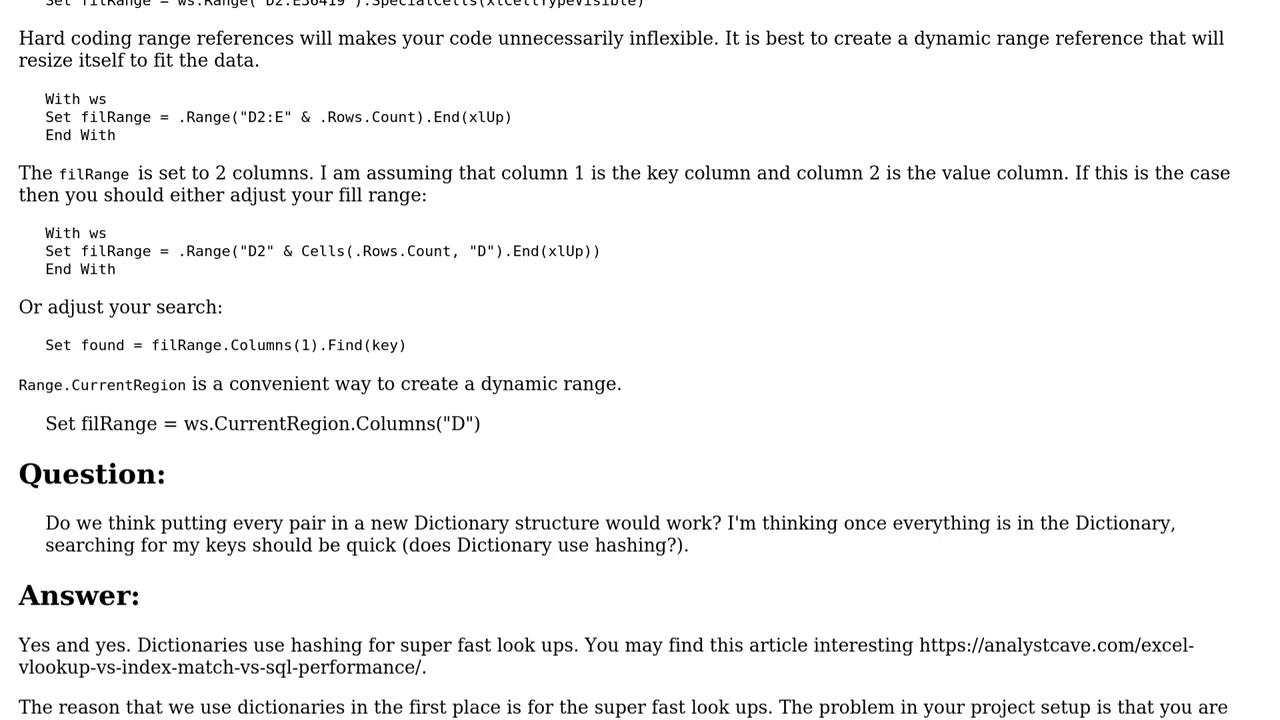 Set filRange = ws.Range("D2:E36419").SpecialCells(xlCellTypeVisible)
Hard coding range references will makes your code unnecessarily inflexible. It is best to create a dynamic range reference that will
resize itself to fit the data.
With ws
Set filRange = .Range("D2:E" & .Rows.Count).End(xlUp)
End With
The filRange is set to 2 columns. I am assuming that column 1 is the key column and column 2 is the value column. If this is the case
then you should either adjust your fill range:
With ws
Set filRange = .Range("D2" & Cells(.Rows.Count, "D").End(xlUp))
End With
Or adjust your search:
Set found = filRange.Columns(1).Find(key)
Range.CurrentRegion is a convenient way to create a dynamic range.
Set filRange = ws.CurrentRegion.Columns("D")
Question:
Do we think putting every pair in a new Dictionary structure would work? I'm thinking once everything is in the Dictionary,
searching for my keys should be quick (does Dictionary use hashing?).
Answer:
Yes and yes. Dictionaries use hashing for super fast look ups. You may find this article interesting https://analystcave.com/excel-
vlookup-vs-index-match-vs-sql-performance/.
The reason that we use dictionaries in the first place is for the super fast look ups. The problem in your project setup is that you are